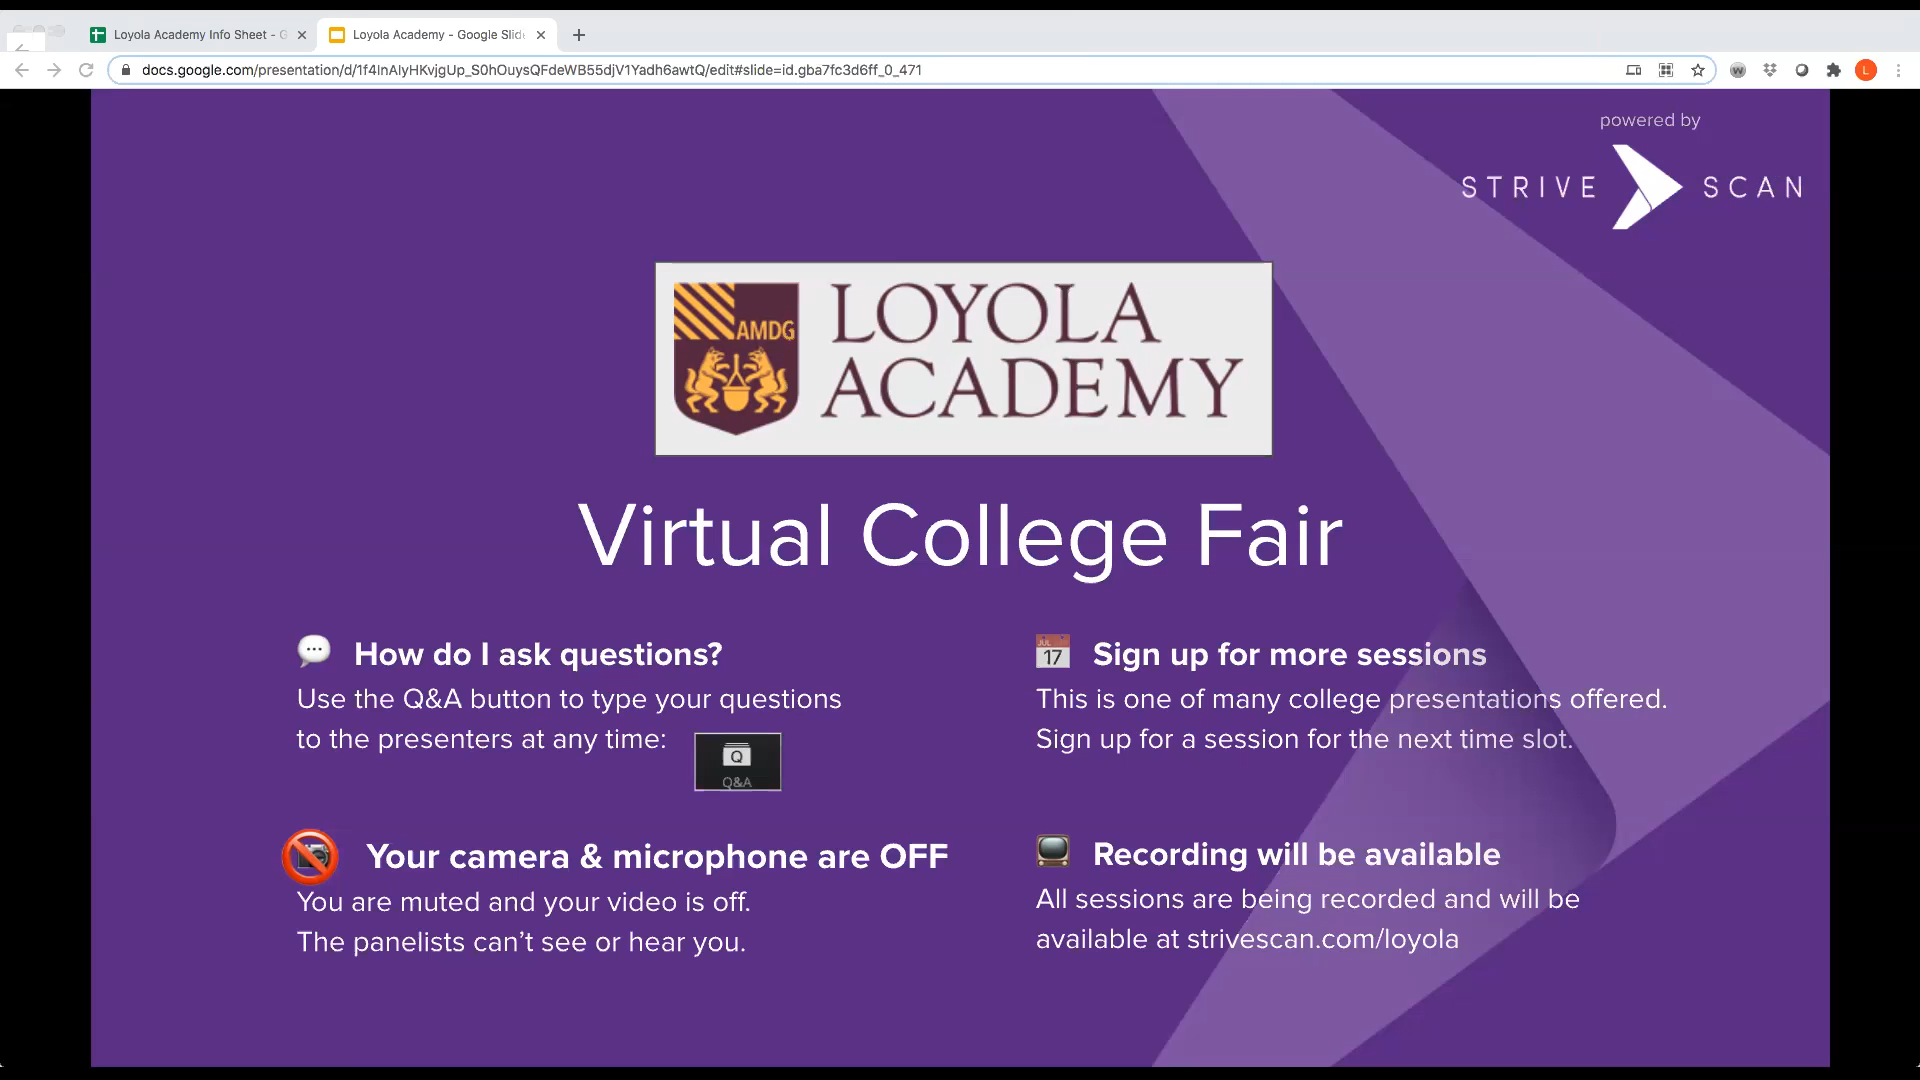 Loyola Academy Info Sheet - G
Loyola Academy - Google Slid
docs.google.com/presentation/d/1f4lnAlyHKvjgUp_S0hOuysQFdeWB55djV1Yadh6awtQ/edit#slide=id.gba7fc3d6ff_0_471
W
L
powered by
STRIVE SCAN
AMDG
LOYOLA
ACADEMY
Virtual College Fair
How do I ask questions?
Use the Q&A button to type your questions
to the presenters at any time:
Q
Q&A
JUL
17
Sign up for more sessions
This is one of many college presentations offered.
Sign up for a session for the next time slot.
Your camera & microphone are OFF
You are muted and your video is off.
The panelists can’t see or hear you.
Recording will be available
All sessions are being recorded and will be
available at strivescan.com/loyola